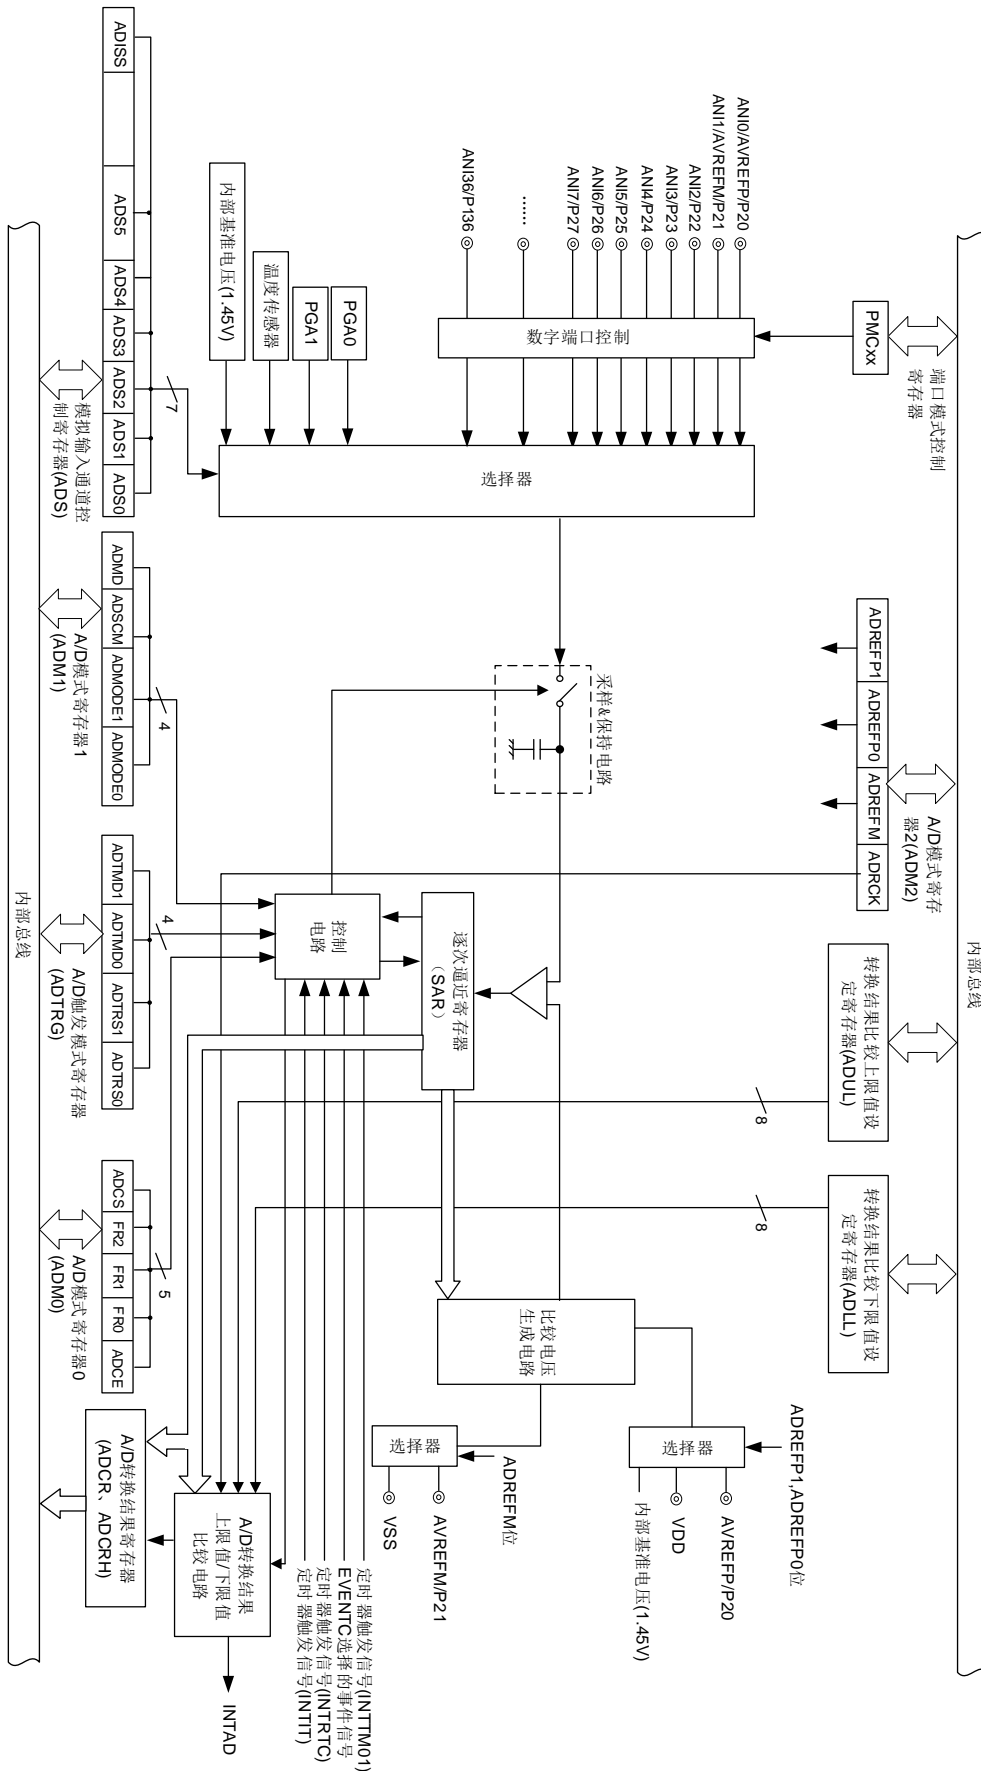 内部总线
端口模式控制
寄存器
PMCxx
ANI0/AVREFP/P20
ANI1/AVREFM/P21
ANI2/P22
ANI3/P23
ANI4/P24
ANI5/P25
ANI6/P26
ANI7/P27
......
ANI36/P136
数字端口控制
PGA0
PGA1
温度传感器
内部基准电压(1.45V)
选择器
A/D模式寄存
器2(ADM2)
ADREFP1
ADREFP0
ADREFM
ADRCK
转换结果比较上限值设
定寄存器(ADUL)
转换结果比较下限值设
定寄存器(ADLL)
8
8
采样&保持电路
逐次逼近寄存器
（SAR）
控制
电路
比较电压
生成电路
选择器
ADREFP1,ADREFP0位
AVREFP/P20
VDD
内部基准电压(1.45V)
选择器
ADREFM位
AVREFM/P21
VSS
定时器触发信号(INTTM01)
EVENTC选择的事件信号
定时器触发信号(INTRTC)
定时器触发信号(INTIT)
A/D转换结果
上限值/下限值
比较电路
INTAD
A/D转换结果寄存器
(ADCR、ADCRH)
7
4
4
5
ADISS
ADS5
ADS4
ADS3
ADS2
ADS1
ADS0
模拟输入通道控
制寄存器(ADS)
ADMD
ADSCM
ADMODE1
ADMODE0
A/D模式寄存器1
(ADM1)
ADTMD1
ADTMD0
ADTRS1
ADTRS0
A/D触发模式寄存器
(ADTRG)
ADCS
FR2
FR1
FR0
ADCE
A/D模式寄存器0
(ADM0)
内部总线